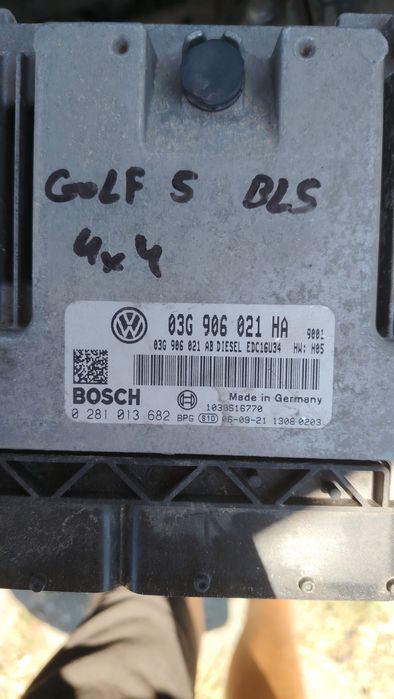 GOLF 5 BLS
4x4
03G 906 021 HA 9001
03G 906 021 AB DIESEL EDC16U34 HW: H05
BOSCH Made in Germany
1039S16770
0 281 013 682 BPG 810 06-09-21 1308 0203